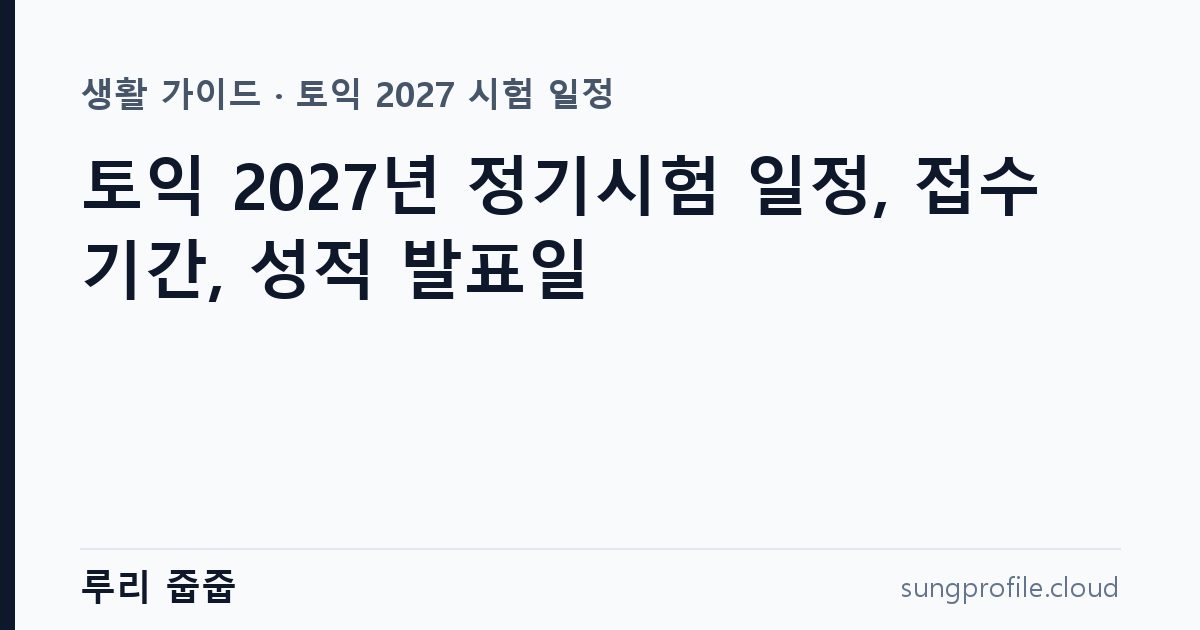 생활 가이드 · 토익 2027 시험 일정
토익 2027년 정기시험 일정, 접수
기간, 성적 발표일
루리 줍줍
sungprofile.cloud